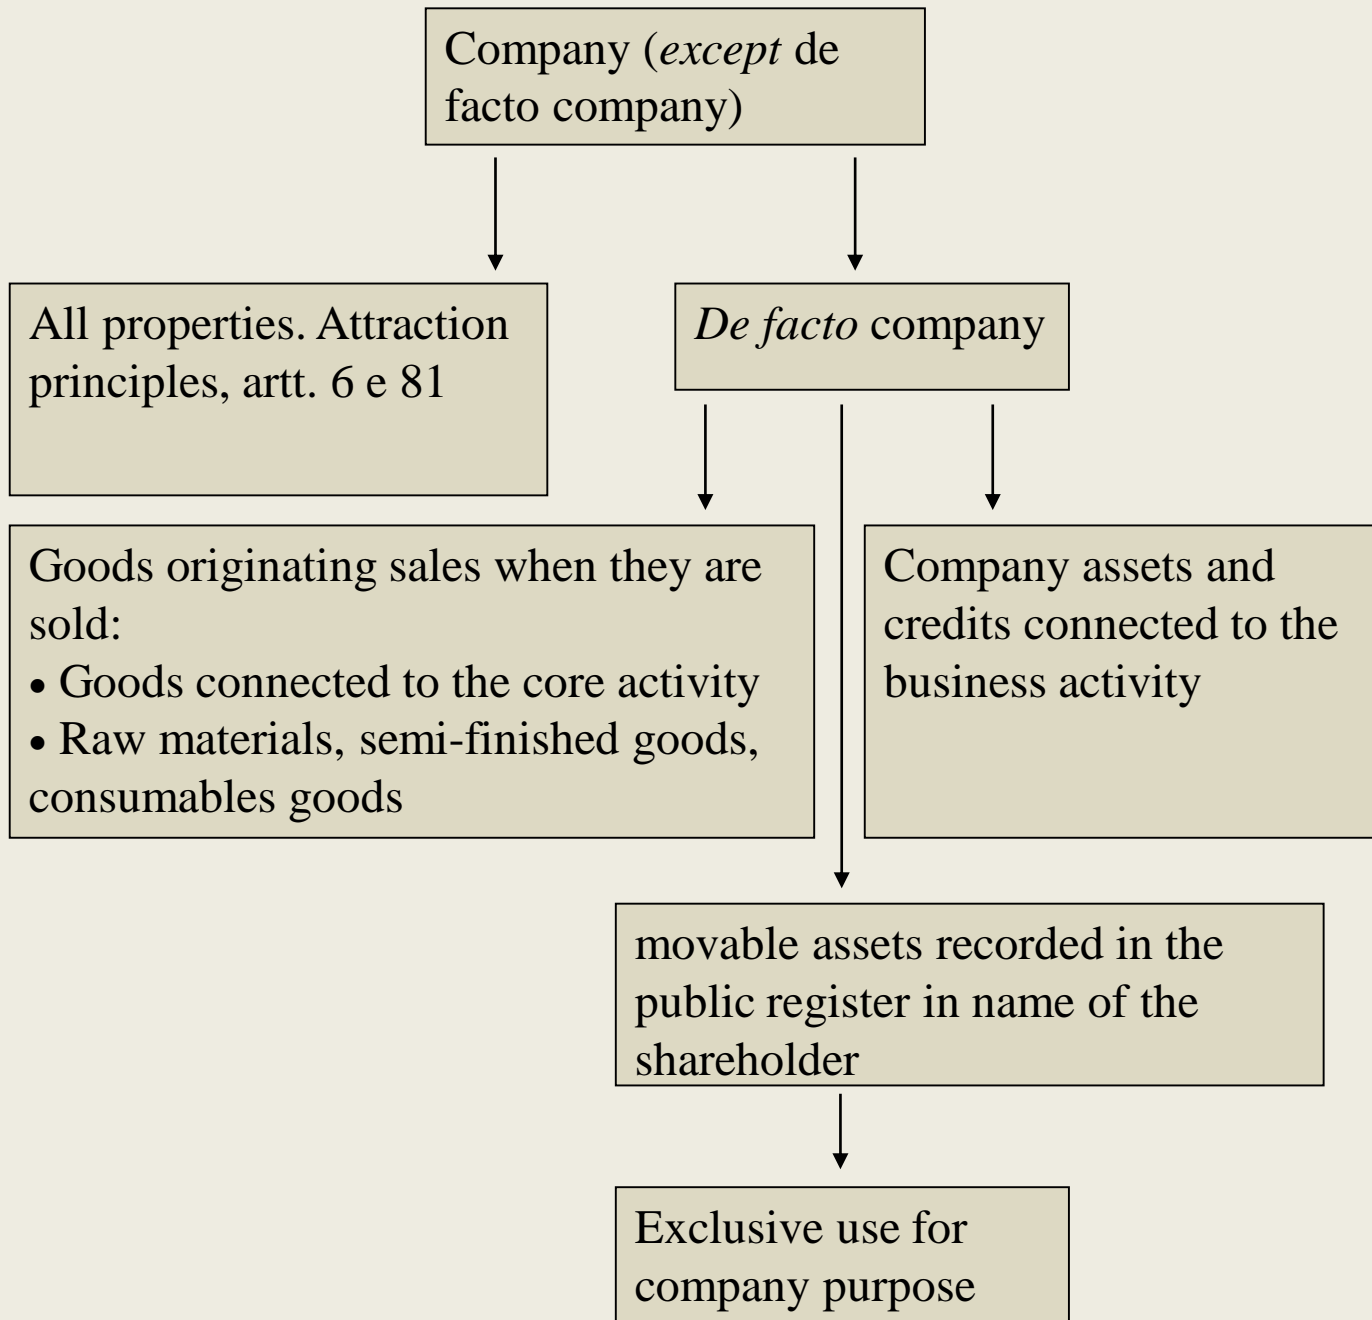 Company (except de
facto company)
All properties. Attraction
principles, artt. 6 e 81
De facto company
Goods originating sales when they are
sold:
• Goods connected to the core activity
• Raw materials, semi-finished goods,
consumables goods
Company assets and
credits connected to the
business activity
movable assets recorded in the
public register in name of the
shareholder
Exclusive use for
company purpose